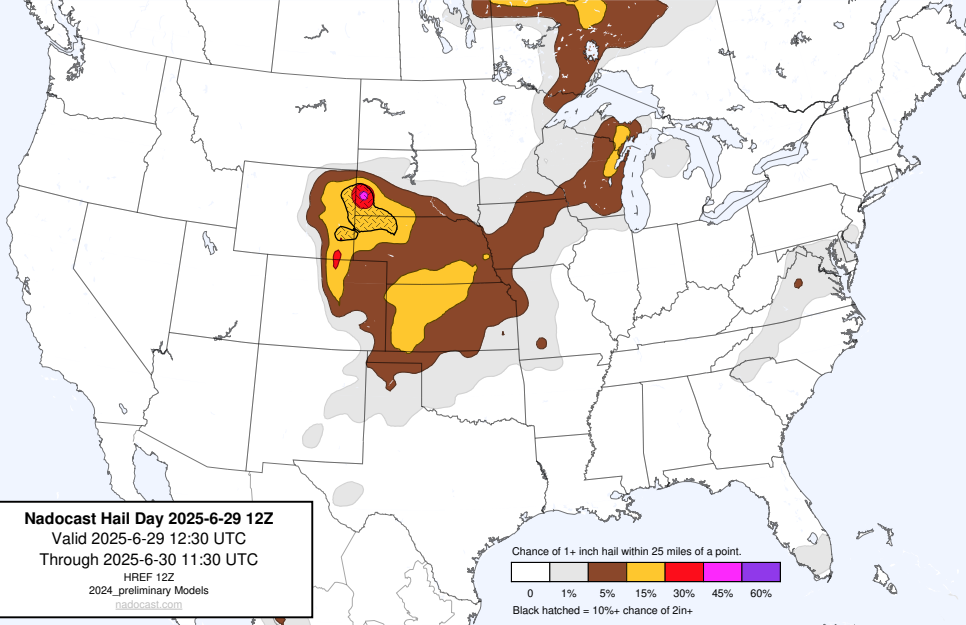 Nadocast Hail Day 2025-6-29 12Z
Valid 2025-6-29 12:30 UTC
Through 2025-6-30 11:30 UTC
HREF 12Z
2024_preliminary Models
nadocast.com
Chance of 1+ inch hail within 25 miles of a point.
0 1% 5% 15% 30% 45% 60%
Black hatched = 10%+ chance of 2in+